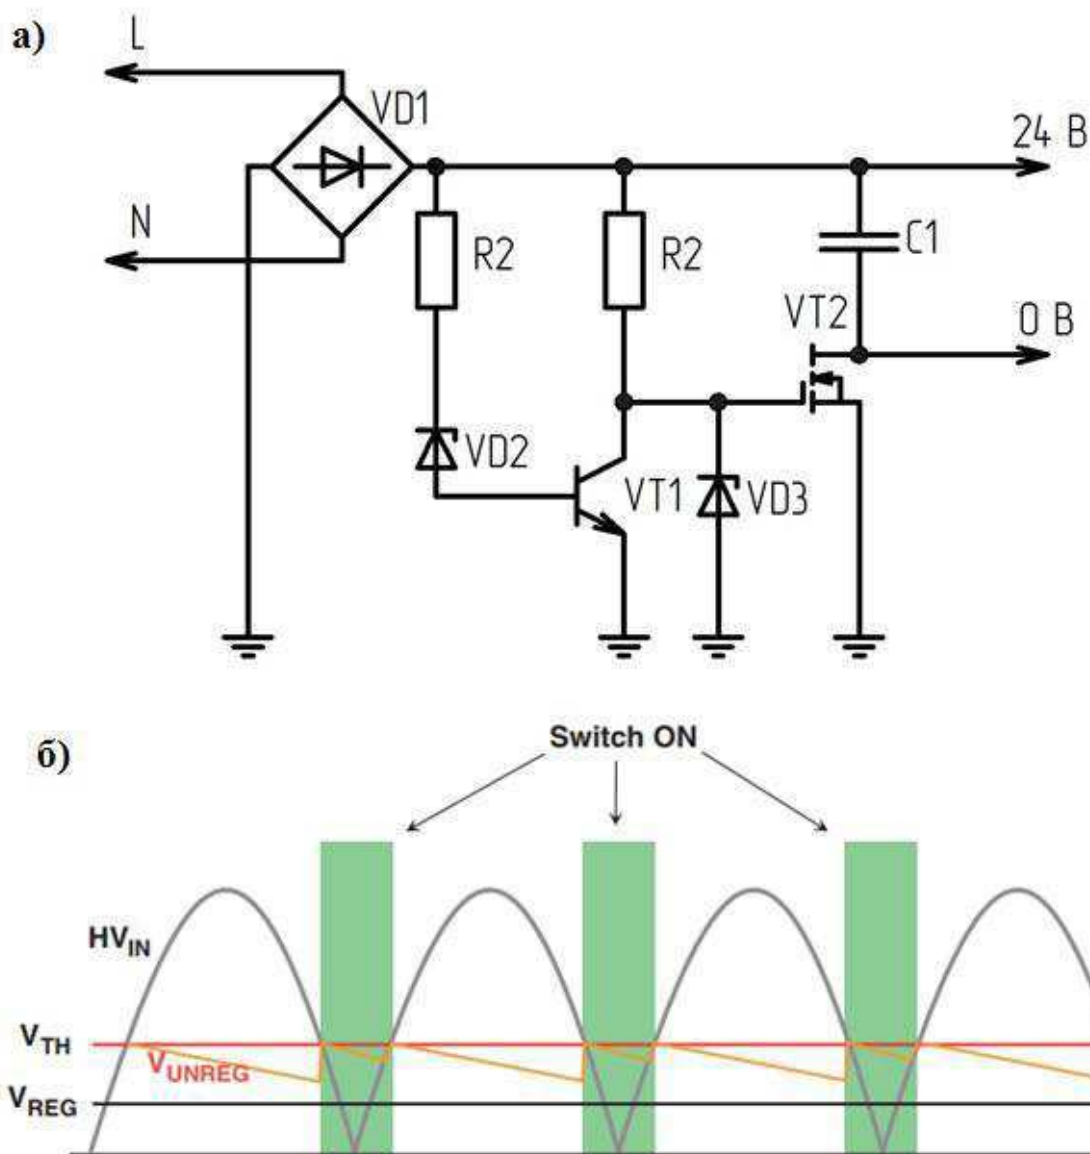 а)
L
VD1
24 В
N
R2
R2
C1
VT2
0 В
VD2
VT1
VD3
б)
Switch ON
HVIN
VTH
VUNREG
VREG